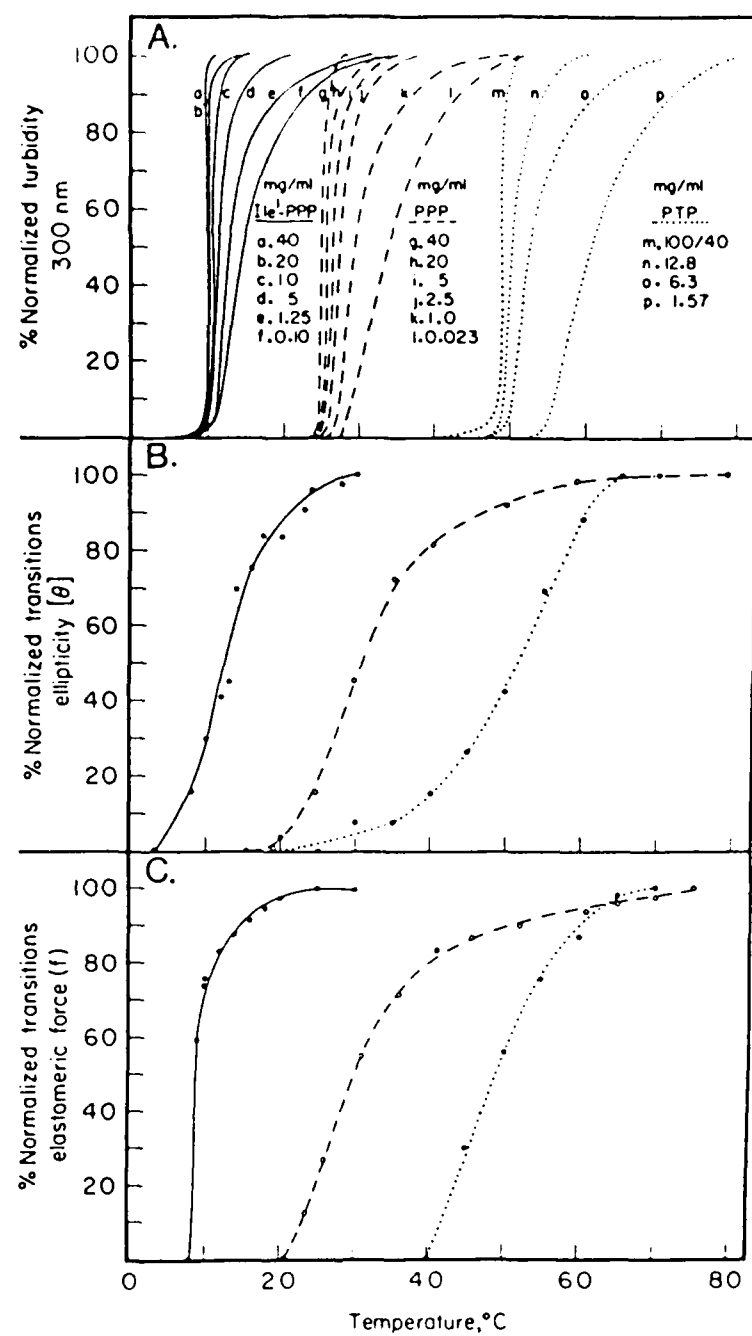 A.
% Normalized turbidity
300 nm
100
80
60
40
20
a b c d e f g h i j k l m n o p
mg/ml
Ile¹-PPP
a. 40
b. 20
c. 10
d. 5
e. 1.25
f. 0.10
mg/ml
PPP
g. 40
h. 20
i. 5
j. 2.5
k. 1.0
l. 0.023
mg/ml
PTP
m. 100/40
n. 12.8
o. 6.3
p. 1.57
B.
% Normalized transitions
ellipticity [θ]
100
80
60
40
20
C.
% Normalized transitions
elastomeric force (f)
100
80
60
40
20
0 20 40 60 80
Temperature,°C